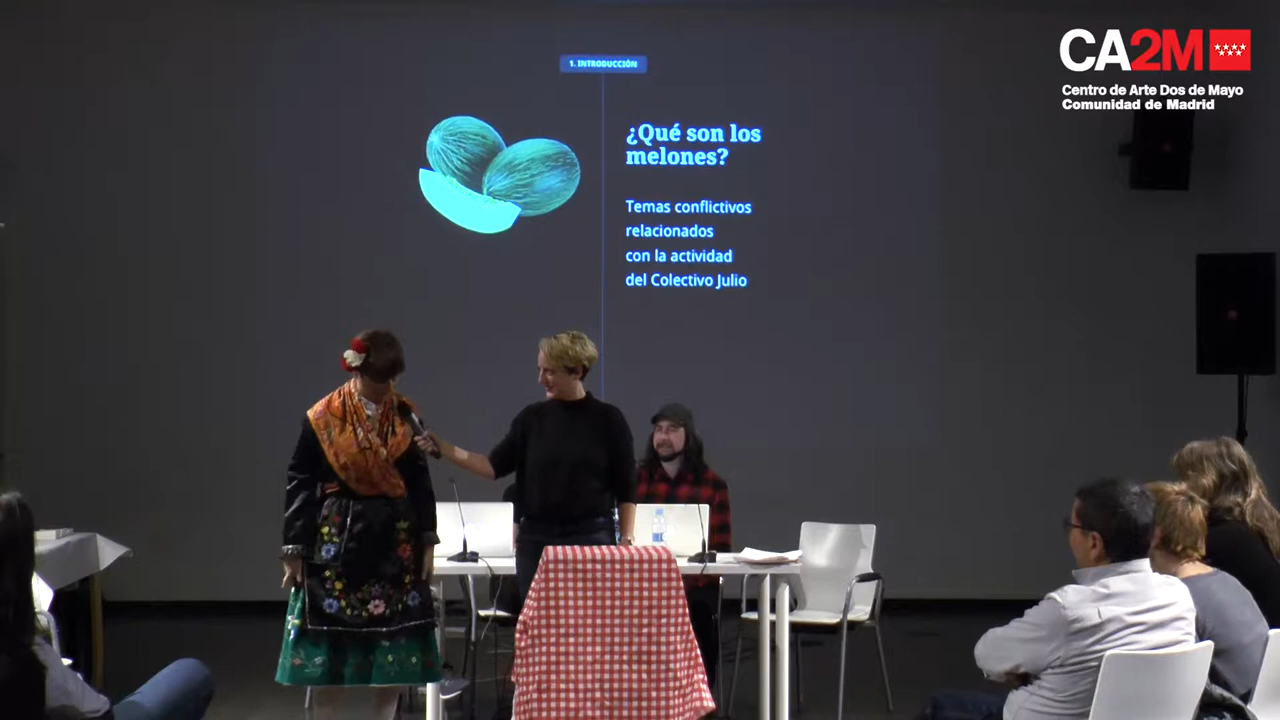 1. INTRODUCCIÓN
¿Qué son los
melones?
Temas conflictivos
relacionados
con la actividad
del Colectivo Julio
CA2M
Centro de Arte Dos de Mayo
Comunidad de Madrid